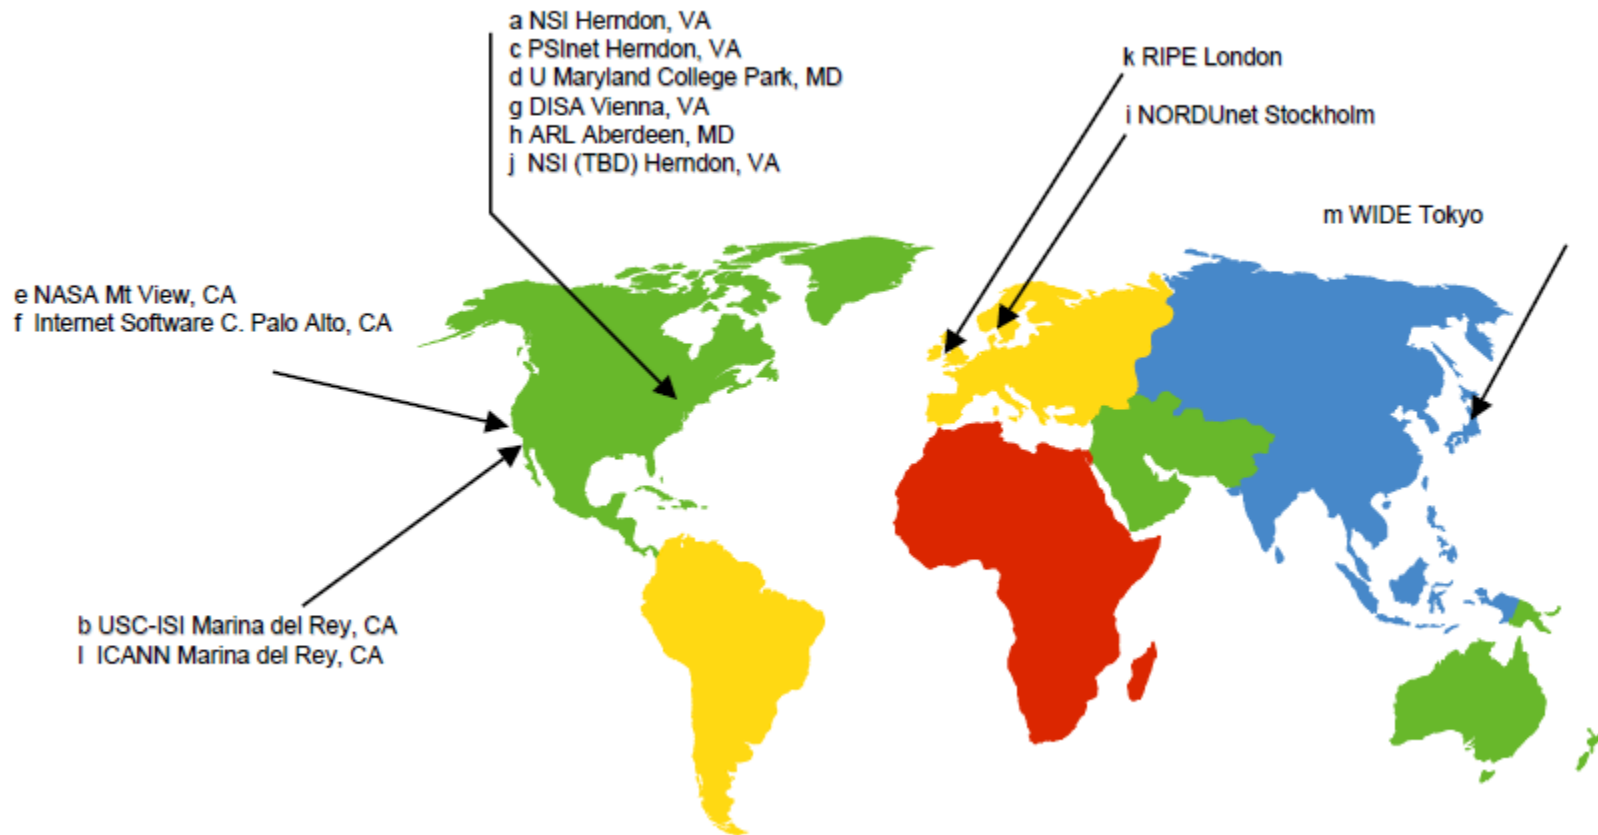 a NSI Herndon, VA
c PSInet Herndon, VA
d U Maryland College Park, MD
g DISA Vienna, VA
h ARL Aberdeen, MD
j NSI (TBD) Herndon, VA
k RIPE London
i NORDUnet Stockholm
m WIDE Tokyo
e NASA Mt View, CA
f Internet Software C. Palo Alto, CA
b USC-ISI Marina del Rey, CA
l ICANN Marina del Rey, CA